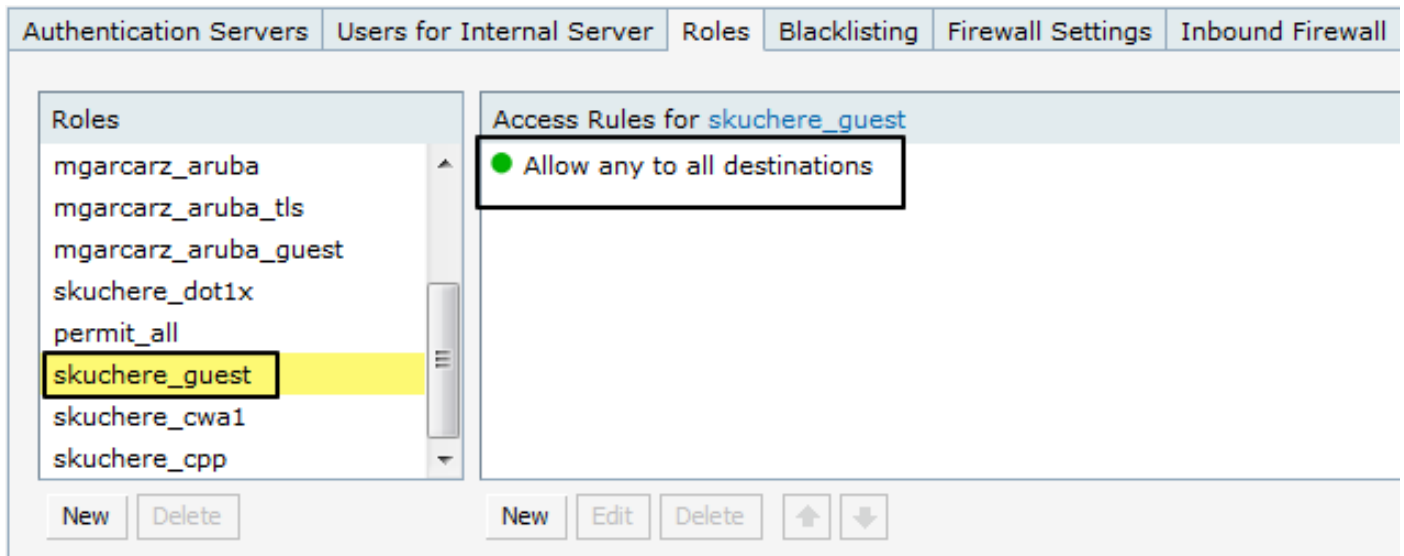 Authentication Servers Users for Internal Server Roles Blacklisting Firewall Settings Inbound Firewall
Roles
mgarcarz_aruba
mgarcarz_aruba_tls
mgarcarz_aruba_guest
skuchere_dot1x
permit_all
skuchere_guest
skuchere_cwa1
skuchere_cpp
New Delete
Access Rules for skuchere_guest
Allow any to all destinations
New Edit Delete